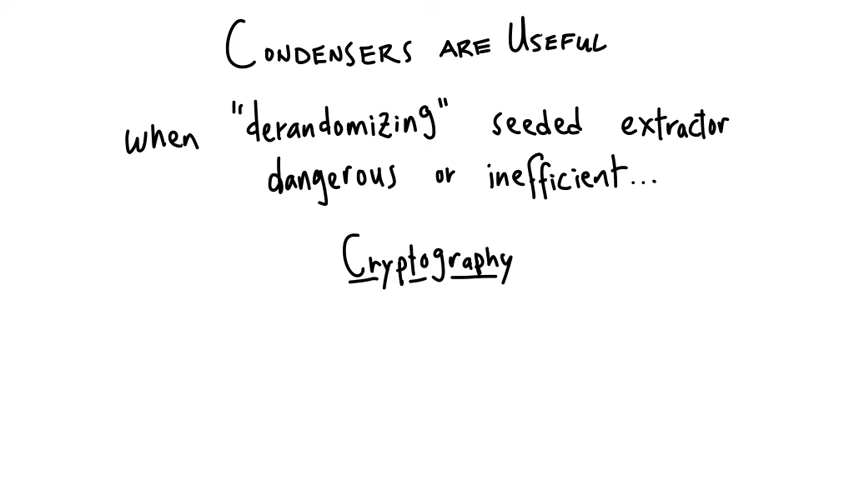 CONDENSERS ARE USEFUL
when "derandomizing" seeded extractor
dangerous or inefficient...
Cryptography